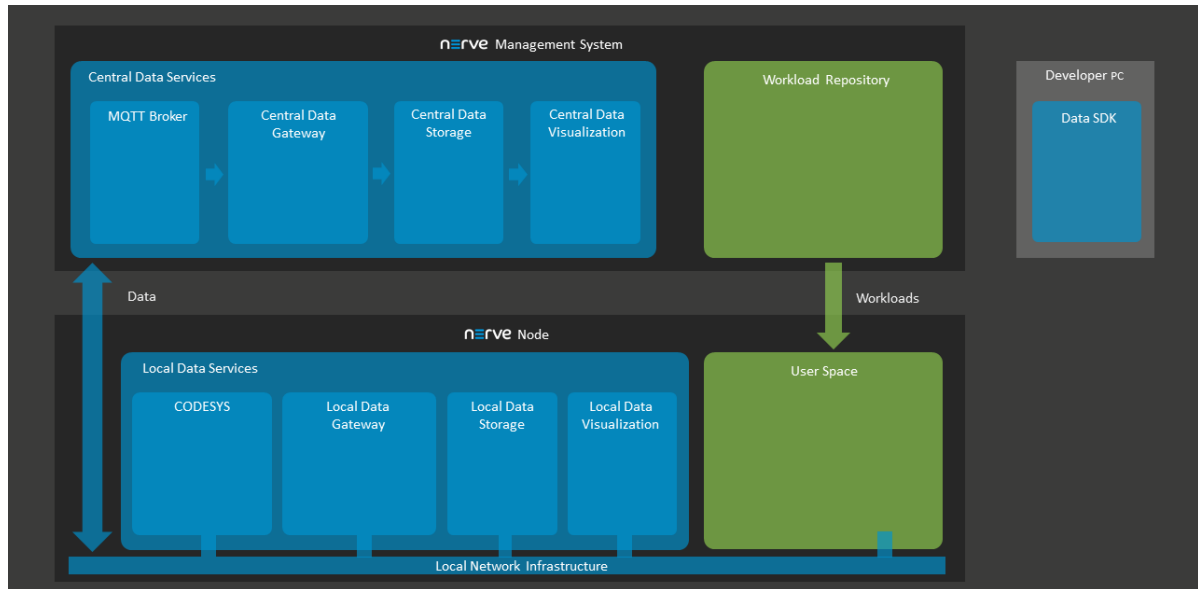 nerve Management System
Central Data Services
MQTT Broker
Central Data
Gateway
Central Data
Storage
Central Data
Visualization
Workload Repository
Developer PC
Data SDK
Data
Workloads
nerve Node
Local Data Services
CODESYS
Local Data
Gateway
Local Data
Storage
Local Data
Visualization
User Space
Local Network Infrastructure